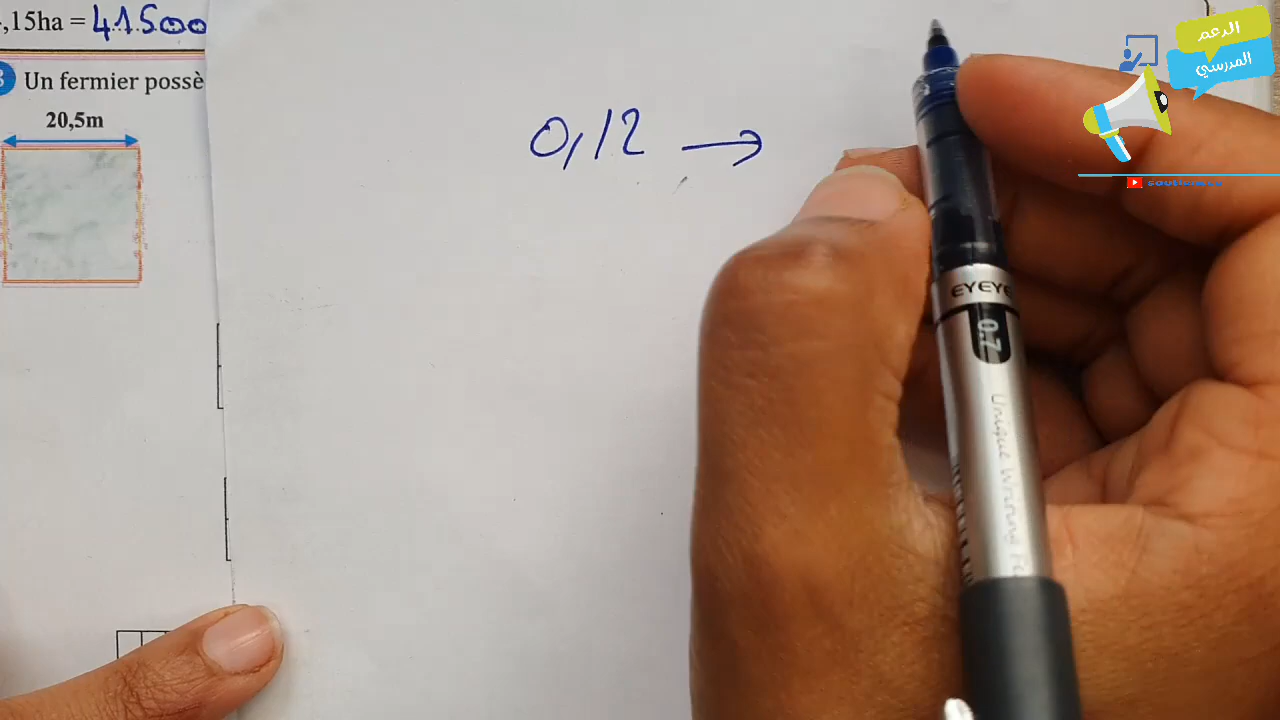 ,15ha = 41500
Un fermier possè
20,5m
0,12 →
الدعم
المدرسي
EYEYE
0.7
Unique Writing